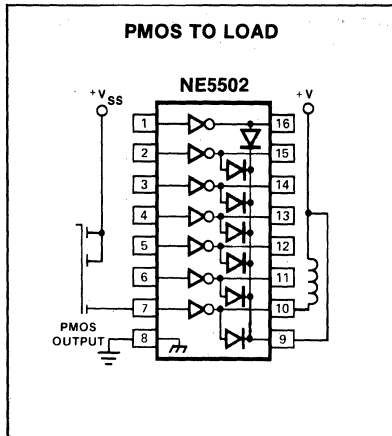 PMOS TO LOAD
NE5502
+VSS
+V
1 16
2 15
3 14
4 13
5 12
6 11
7 10
8 9
PMOS
OUTPUT